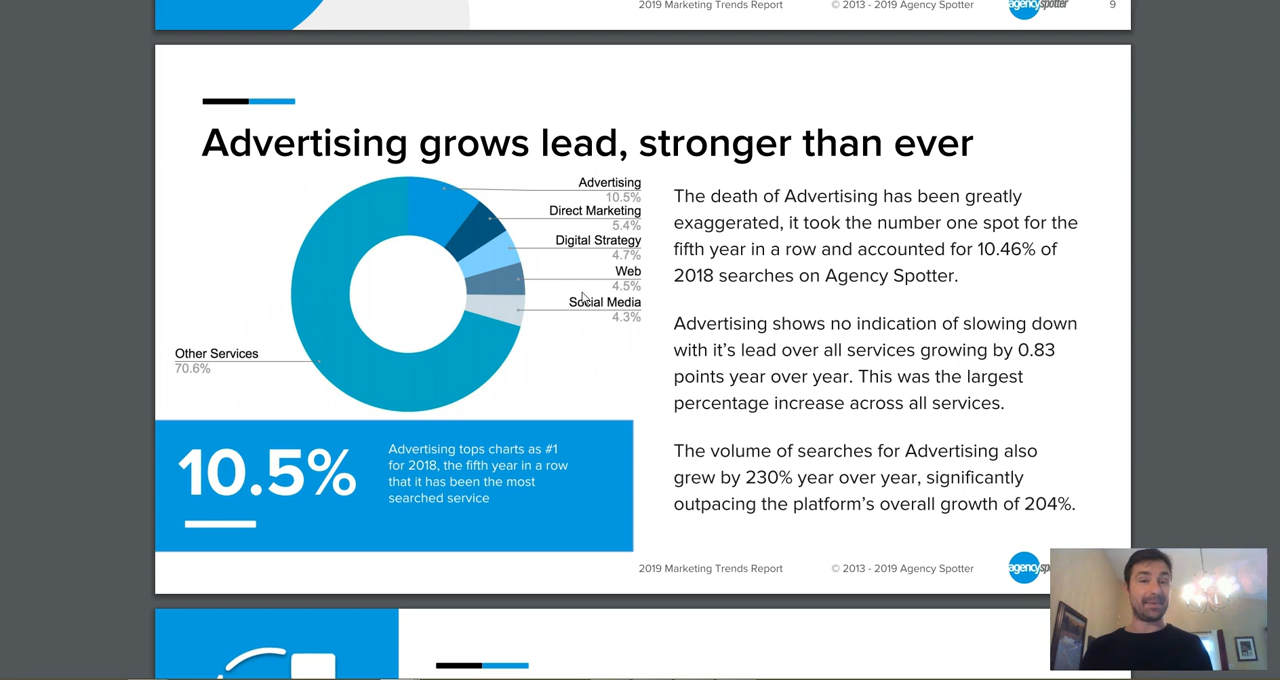 2019 Marketing Trends Report
© 2013 - 2019 Agency Spotter
agencyspotter
9
Advertising grows lead, stronger than ever
Advertising
10.5%
Direct Marketing
5.4%
Digital Strategy
4.7%
Web
4.5%
Social Media
4.3%
Other Services
70.6%
The death of Advertising has been greatly
exaggerated, it took the number one spot for the
fifth year in a row and accounted for 10.46% of
2018 searches on Agency Spotter.
Advertising shows no indication of slowing down
with it’s lead over all services growing by 0.83
points year over year. This was the largest
percentage increase across all services.
The volume of searches for Advertising also
grew by 230% year over year, significantly
outpacing the platform’s overall growth of 204%.
10.5%
Advertising tops charts as #1
for 2018, the fifth year in a row
that it has been the most
searched service
2019 Marketing Trends Report
© 2013 - 2019 Agency Spotter
agencysp